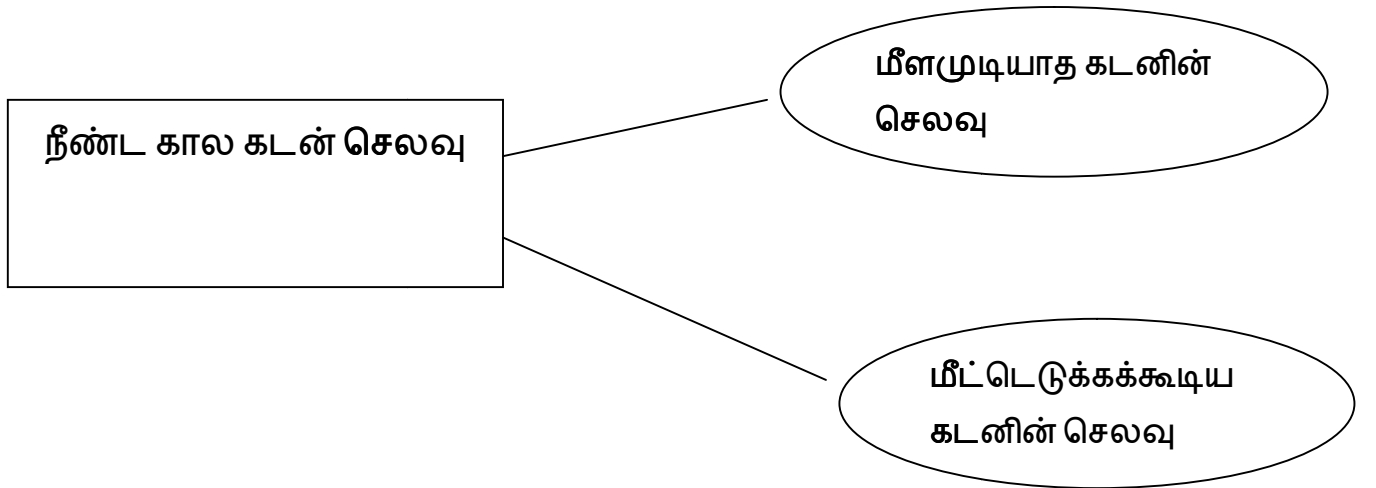 நீண்ட கால கடன் செலவு
மீளமுடியாத கடனின்
செலவு
மீட்டெடுக்கக்கூடிய
கடனின் செலவு